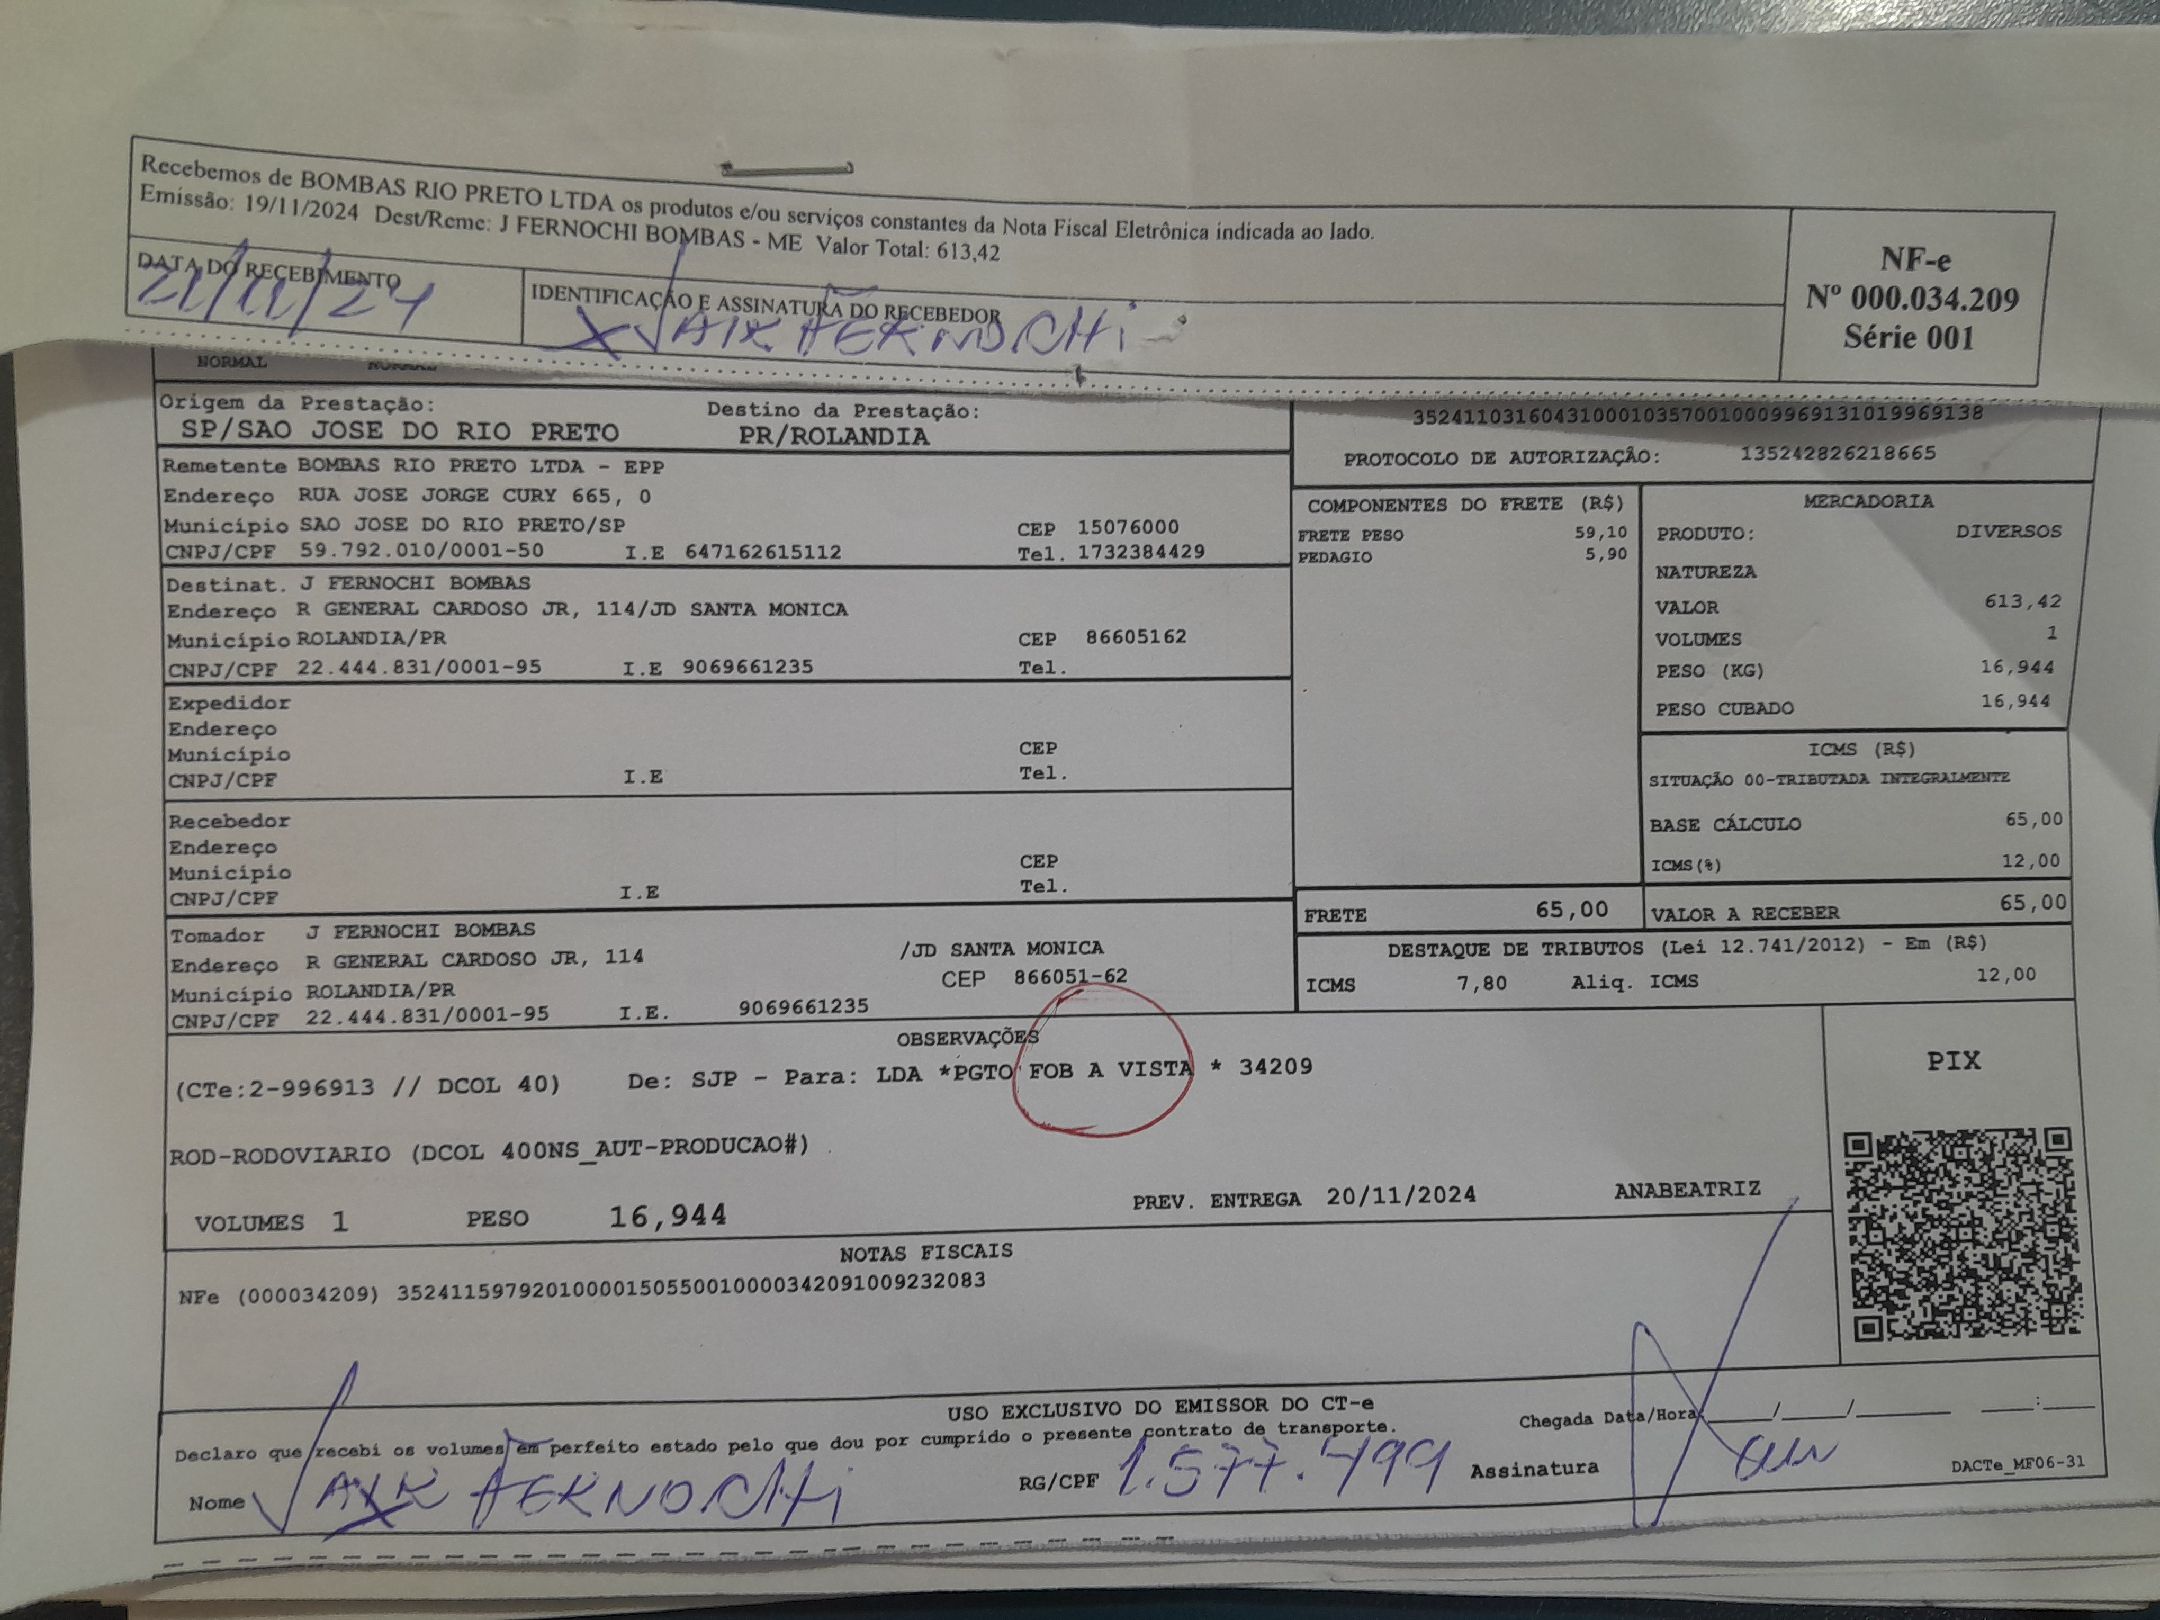 Recebemos de BOMBAS RIO PRETO LTDA os produtos e/ou serviços constantes da Nota Fiscal Eletrônica indicada ao lado.
Emissão: 19/11/2024 Dest/Reme: J FERNOCHI BOMBAS - ME Valor Total: 613,42
NF-e
Nº 000.034.209
Série 001
DATA DO RECEBIMENTO
21/11/24
IDENTIFICAÇÃO E ASSINATURA DO RECEBEDOR
JAIR FERNOCHI
NORMAL NORMAL
Origem da Prestação: Destino da Prestação:
SP/SAO JOSE DO RIO PRETO PR/ROLANDIA
35241103160431000103570010009969131019969138
PROTOCOLO DE AUTORIZAÇÃO: 135242826218665
Remetente BOMBAS RIO PRETO LTDA - EPP
Endereço RUA JOSE JORGE CURY 665, 0
Município SAO JOSE DO RIO PRETO/SP CEP 15076000
CNPJ/CPF 59.792.010/0001-50 I.E 647162615112 Tel. 1732384429
Destinat. J FERNOCHI BOMBAS
Endereço R GENERAL CARDOSO JR, 114/JD SANTA MONICA
Município ROLANDIA/PR CEP 86605162
CNPJ/CPF 22.444.831/0001-95 I.E 9069661235 Tel.
Expedidor
Endereço
Município CEP
CNPJ/CPF I.E Tel.
Recebedor
Endereço
Município CEP
CNPJ/CPF I.E Tel.
Tomador J FERNOCHI BOMBAS
Endereço R GENERAL CARDOSO JR, 114 /JD SANTA MONICA
Município ROLANDIA/PR CEP 866051-62
CNPJ/CPF 22.444.831/0001-95 I.E. 9069661235
COMPONENTES DO FRETE (R$)
FRETE PESO 59,10
PEDAGIO 5,90
MERCADORIA
PRODUTO: DIVERSOS
NATUREZA
VALOR 613,42
VOLUMES 1
PESO (KG) 16,944
PESO CUBADO 16,944
ICMS (R$)
SITUAÇÃO 00-TRIBUTADA INTEGRALMENTE
BASE CÁLCULO 65,00
ICMS(%) 12,00
FRETE 65,00 VALOR A RECEBER 65,00
DESTAQUE DE TRIBUTOS (Lei 12.741/2012) - Em (R$)
ICMS 7,80 Aliq. ICMS 12,00
OBSERVAÇÕES
(CTe:2-996913 // DCOL 40) De: SJP - Para: LDA *PGTO FOB A VISTA * 34209
ROD-RODOVIARIO (DCOL 400NS_AUT-PRODUCAO#)
VOLUMES 1 PESO 16,944 PREV. ENTREGA 20/11/2024 ANABEATRIZ
PIX
NOTAS FISCAIS
NFe (000034209) 35241159792010000150550010000342091009232083
USO EXCLUSIVO DO EMISSOR DO CT-e
Declaro que recebi os volumes em perfeito estado pelo que dou por cumprido o presente contrato de transporte.
Chegada Data/Hora: ____/____/________ ____:____
Nome JAIR FERNOCHI RG/CPF 1.577.499 Assinatura
DACTe_MF06-31